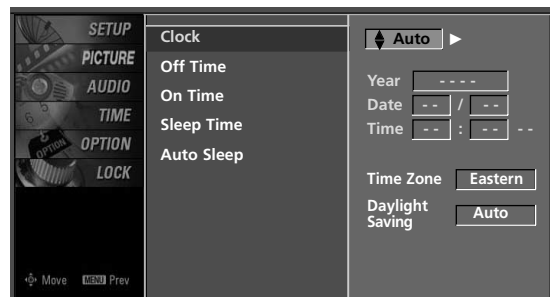 SETUP
PICTURE
AUDIO
TIME
OPTION
LOCK
Move MENU Prev
Clock
Off Time
On Time
Sleep Time
Auto Sleep
Auto
Year - - - -
Date - - / - -
Time - - : - - - -
Time Zone Eastern
Daylight
Saving Auto